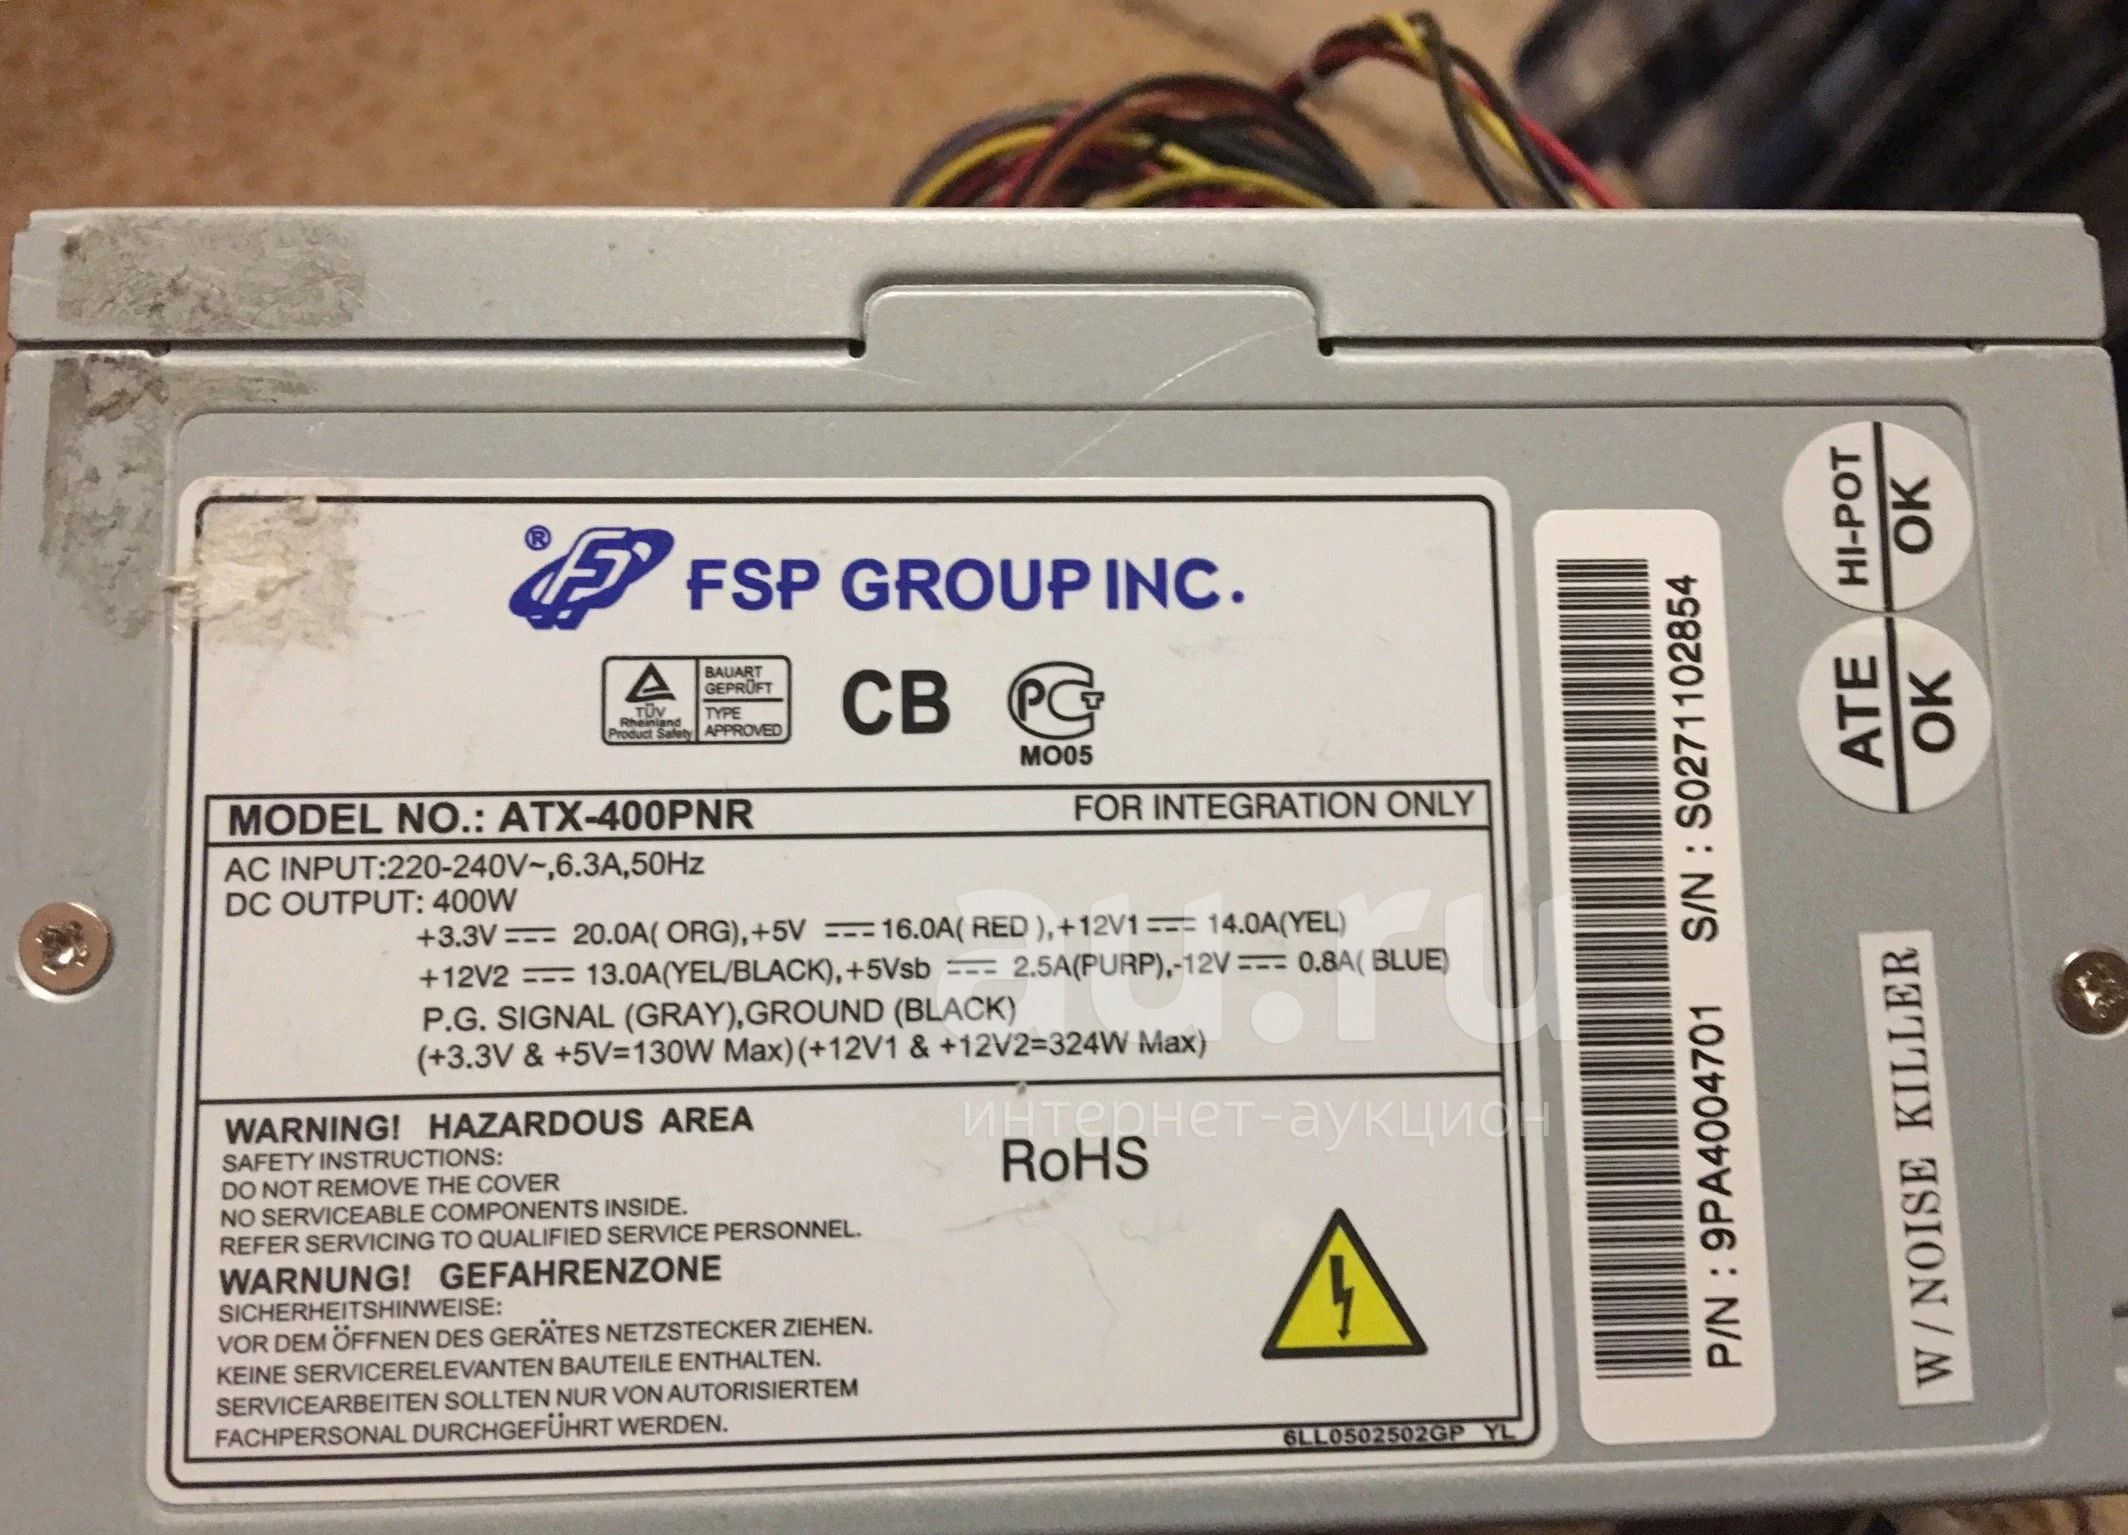 ® FSP GROUP INC.
TÜV
Rheinland
Product Safety
BAUART
GEPRÜFT
TYPE
APPROVED
CB
PCT
MO05
MODEL NO.: ATX-400PNR
FOR INTEGRATION ONLY
AC INPUT:220-240V~,6.3A,50Hz
DC OUTPUT: 400W
+3.3V ⎓ 20.0A( ORG),+5V ⎓ 16.0A( RED ),+12V1 ⎓ 14.0A(YEL)
+12V2 ⎓ 13.0A(YEL/BLACK),+5Vsb ⎓ 2.5A(PURP),-12V ⎓ 0.8A( BLUE)
P.G. SIGNAL (GRAY),GROUND (BLACK)
(+3.3V & +5V=130W Max)(+12V1 & +12V2=324W Max)
WARNING! HAZARDOUS AREA
SAFETY INSTRUCTIONS:
DO NOT REMOVE THE COVER
NO SERVICEABLE COMPONENTS INSIDE.
REFER SERVICING TO QUALIFIED SERVICE PERSONNEL.
WARNUNG! GEFAHRENZONE
SICHERHEITSHINWEISE:
VOR DEM ÖFFNEN DES GERÄTES NETZSTECKER ZIEHEN.
KEINE SERVICERELEVANTEN BAUTEILE ENTHALTEN.
SERVICEARBEITEN SOLLTEN NUR VON AUTORISIERTEM
FACHPERSONAL DURCHGEFÜHRT WERDEN.
RoHS
6LL0502502GP YL
P/N : 9PA4004701 S/N : S0271102854
HI-POT
OK
ATE
OK
W / NOISE KILLER
au.ru
интернет-аукцион